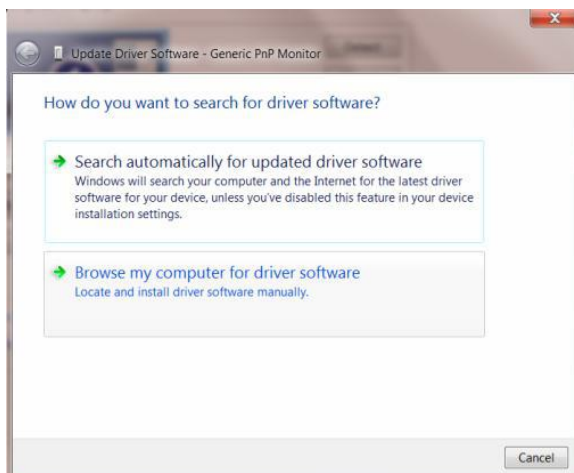 Update Driver Software - Generic PnP Monitor
How do you want to search for driver software?
Search automatically for updated driver software
Windows will search your computer and the Internet for the latest driver
software for your device, unless you've disabled this feature in your device
installation settings.
Browse my computer for driver software
Locate and install driver software manually.
Cancel